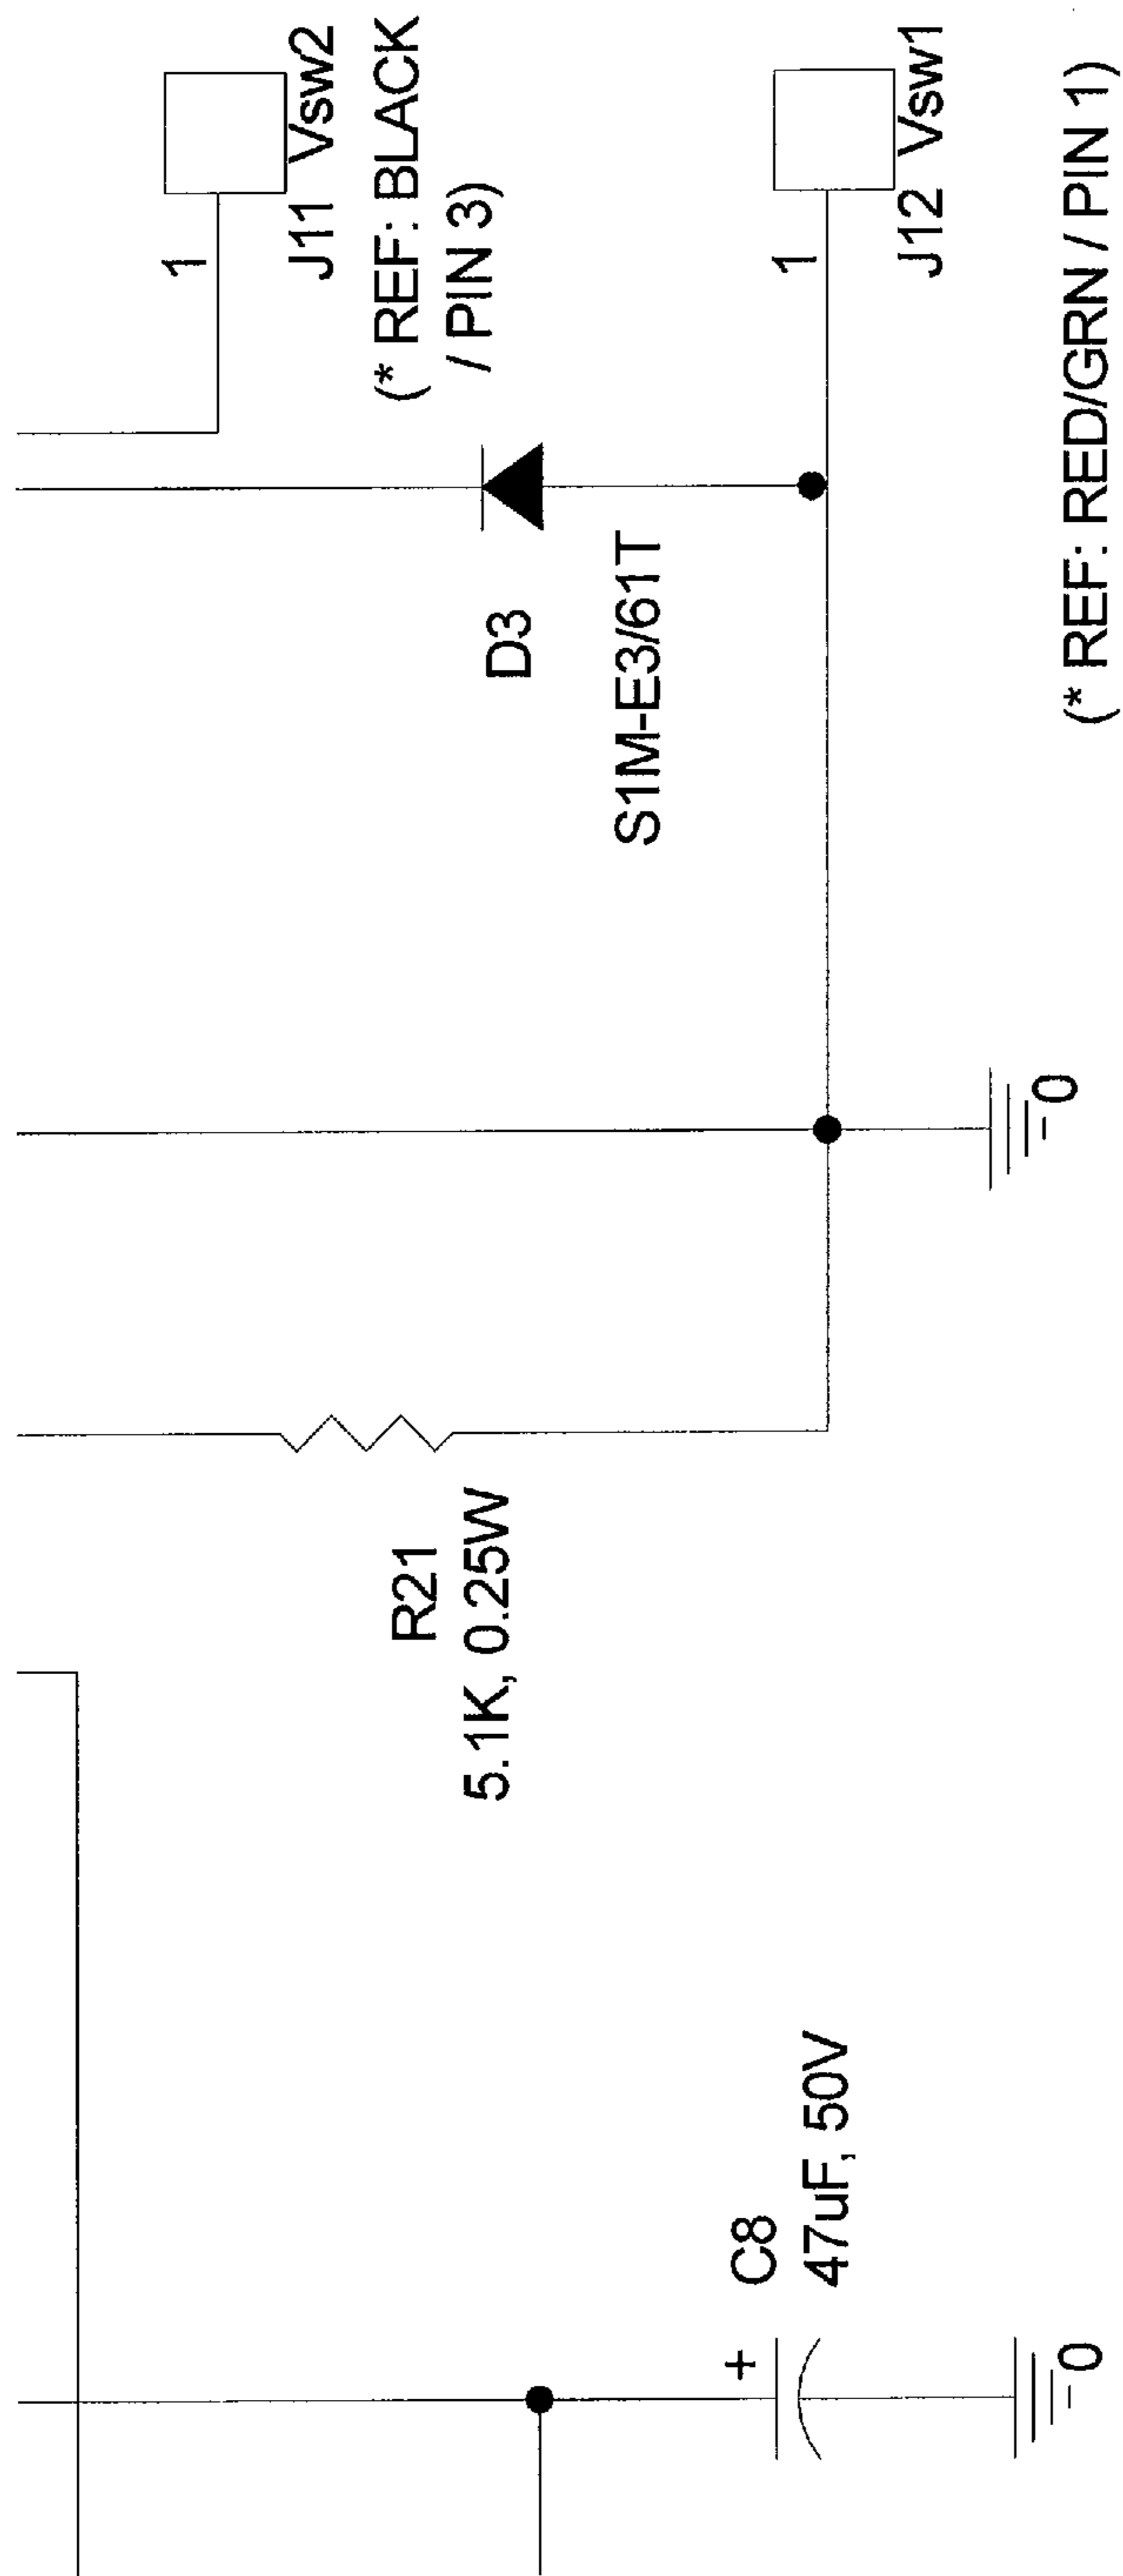 1
J11 Vsw2
(* REF: BLACK
/ PIN 3)
D3
S1M-E3/61T
1
J12 Vsw1
(* REF: RED/GRN / PIN 1)
0
R21
5.1K, 0.25W
+
C8
47uF, 50V
0